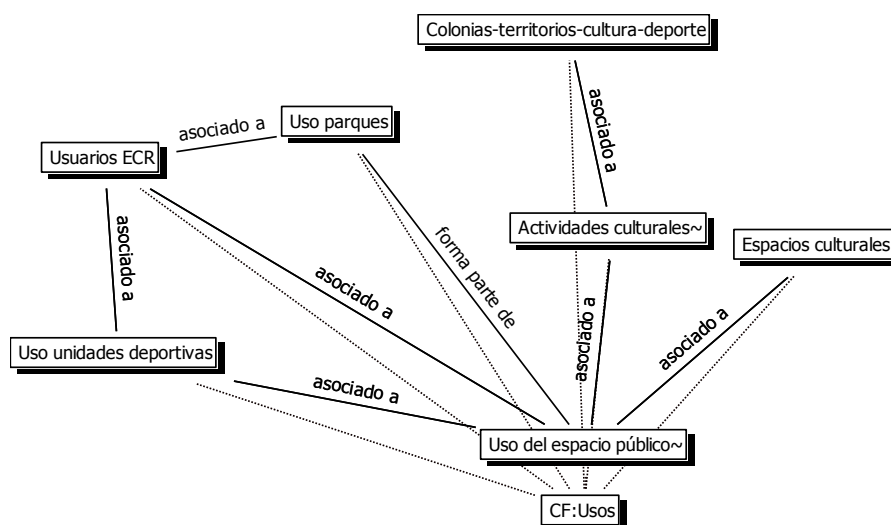 Colonias-territorios-cultura-deporte
asociado a
Uso parques
asociado a
Usuarios ECR
asociado a
Actividades culturales~
Espacios culturales
forma parte de
asociado a
asociado a
asociado a
Uso unidades deportivas
asociado a
Uso del espacio público~
CF:Usos